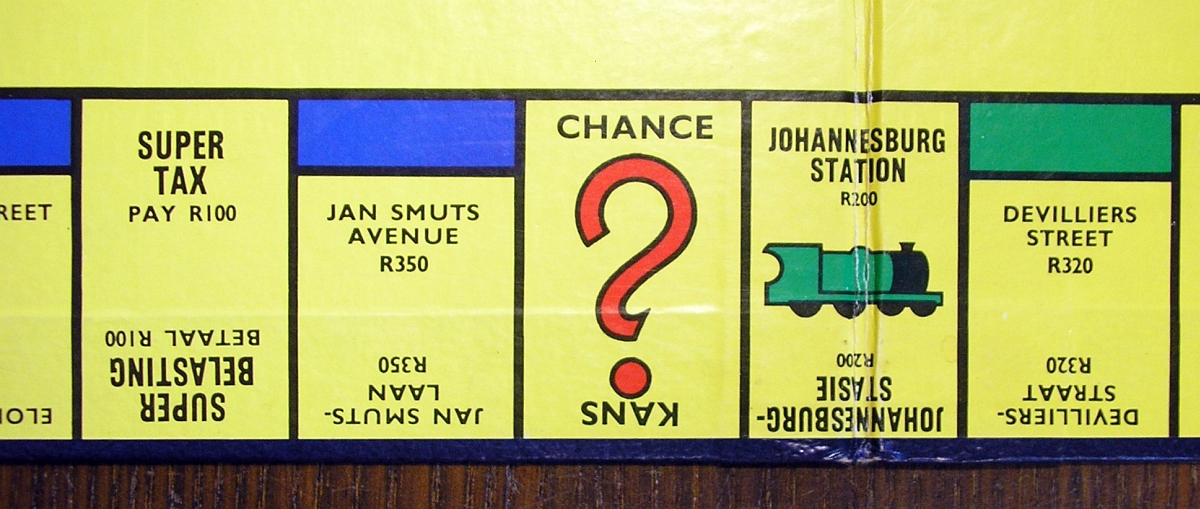 REET
ELO
SUPER
TAX
PAY R100
SUPER
BELASTING
BETAAL R100
JAN SMUTS
AVENUE
R350
JAN SMUTS-
LAAN
R350
CHANCE
KANS
JOHANNESBURG
STATION
R200
JOHANNESBURG-
STASIE
R200
DEVILLIERS
STREET
R320
DEVILLIERS-
STRAAT
R320